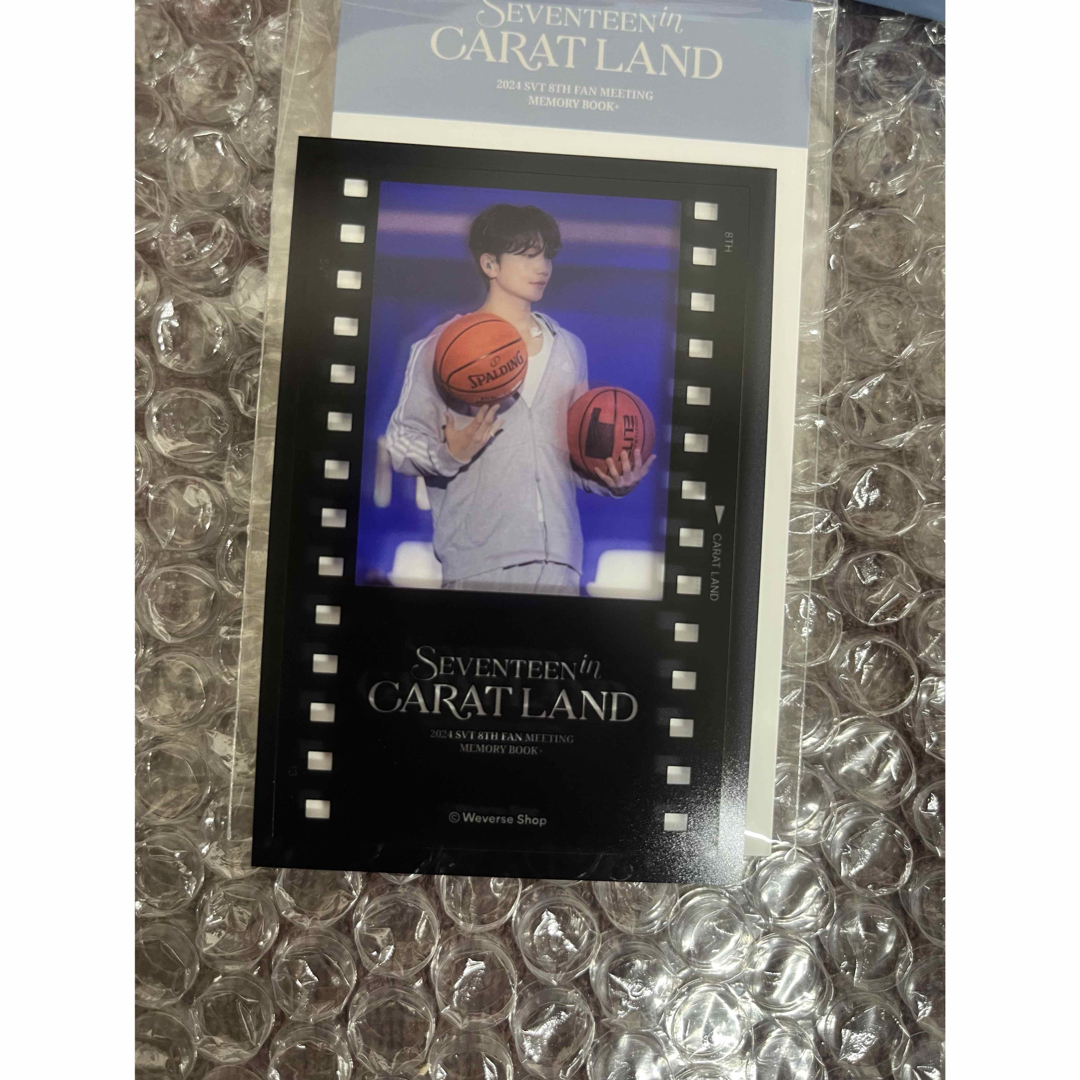 SEVENTEEN in
CARAT LAND
2024 SVT 8TH FAN MEETING
MEMORY BOOK+
8TH
SPALDING
ELIT
CARAT LAND
SEVENTEEN in
CARAT LAND
2024 SVT 8TH FAN MEETING
MEMORY BOOK+
© Weverse Shop